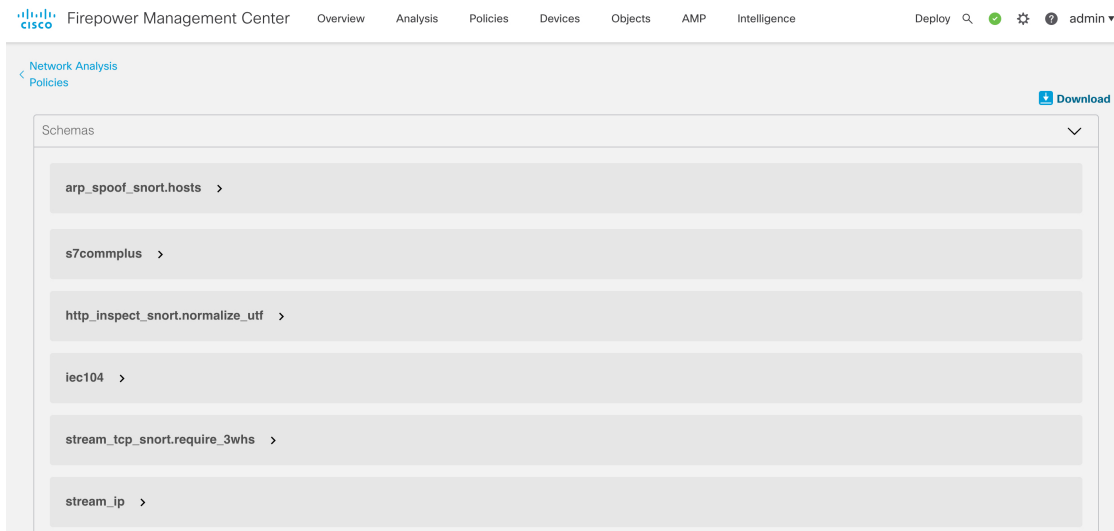 CISCO Firepower Management Center Overview Analysis Policies Devices Objects AMP Intelligence Deploy admin
Network Analysis
Policies
Download
Schemas
arp_spoof_snort.hosts
s7commplus
http_inspect_snort.normalize_utf
iec104
stream_tcp_snort.require_3whs
stream_ip